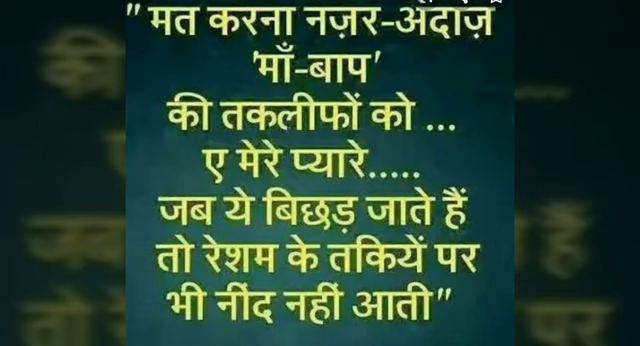 " मत करना नज़र-अंदाज़
'माँ-बाप'
की तकलीफों को ...
ए मेरे प्यारे.....
जब ये बिछड़ जाते हैं
तो रेशम के तकियें पर
भी नींद नहीं आती"